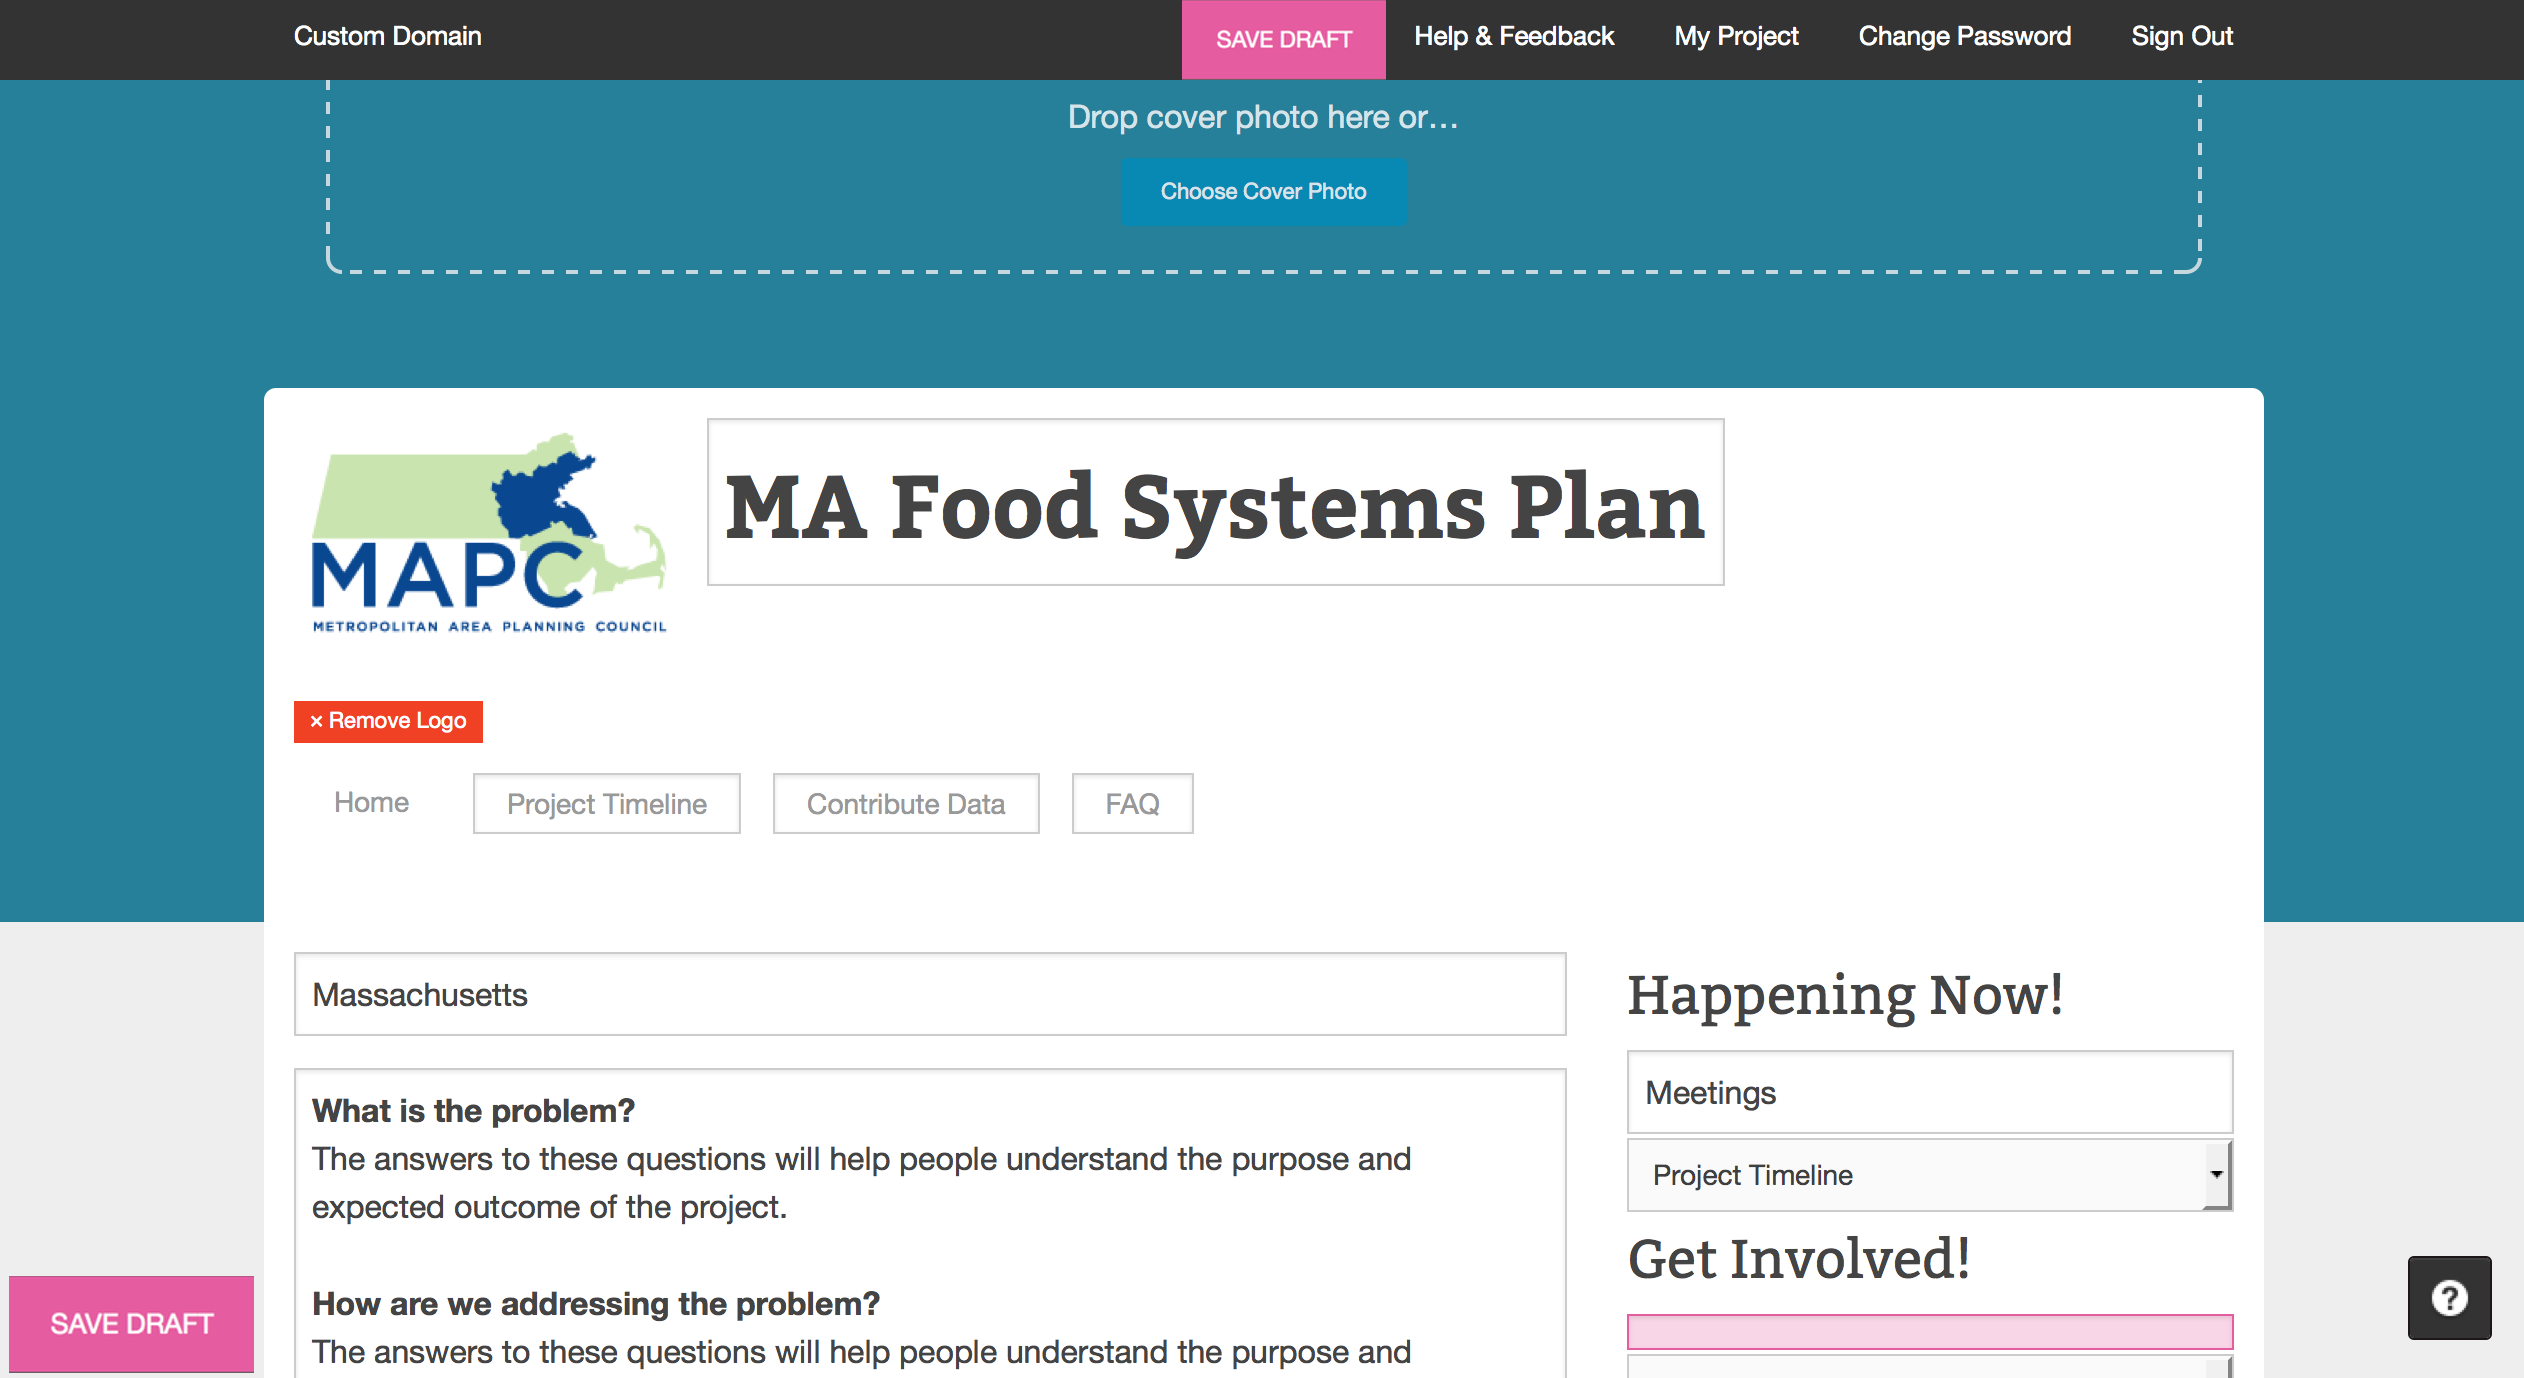 Custom Domain
SAVE DRAFT
Help & Feedback
My Project
Change Password
Sign Out
Drop cover photo here or...
Choose Cover Photo
MAPC
METROPOLITAN AREA PLANNING COUNCIL
MA Food Systems Plan
× Remove Logo
Home
Project Timeline
Contribute Data
FAQ
Massachusetts
What is the problem?
The answers to these questions will help people understand the purpose and
expected outcome of the project.
How are we addressing the problem?
The answers to these questions will help people understand the purpose and
Happening Now!
Meetings
Project Timeline
Get Involved!
SAVE DRAFT
?